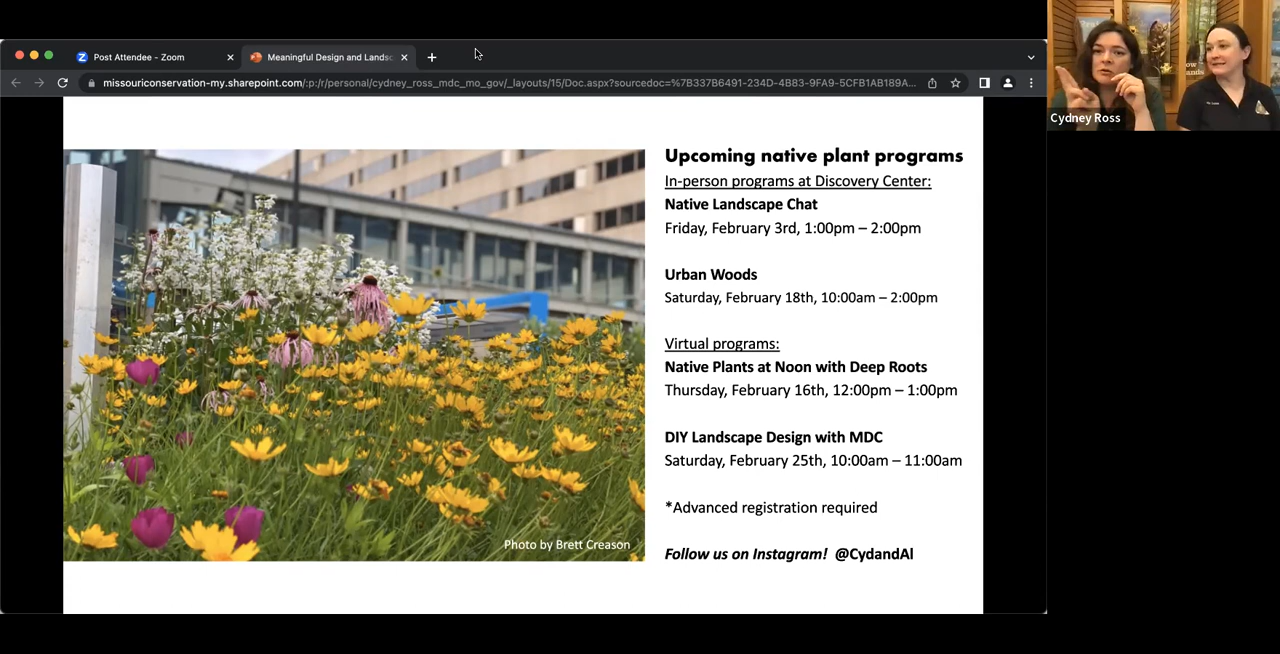 Post Attendee - Zoom
Meaningful Design and Landsc
missouriconservation-my.sharepoint.com/:p:/r/personal/cydney_ross_mdc_mo_gov/_layouts/15/Doc.aspx?sourcedoc=%7B337B6491-234D-4B83-9FA9-5CFB1AB189A...
Cydney Ross
Upcoming native plant programs
In-person programs at Discovery Center:
Native Landscape Chat
Friday, February 3rd, 1:00pm – 2:00pm
Urban Woods
Saturday, February 18th, 10:00am – 2:00pm
Virtual programs:
Native Plants at Noon with Deep Roots
Thursday, February 16th, 12:00pm – 1:00pm
DIY Landscape Design with MDC
Saturday, February 25th, 10:00am – 11:00am
*Advanced registration required
Follow us on Instagram! @CydandAl
Photo by Brett Creason